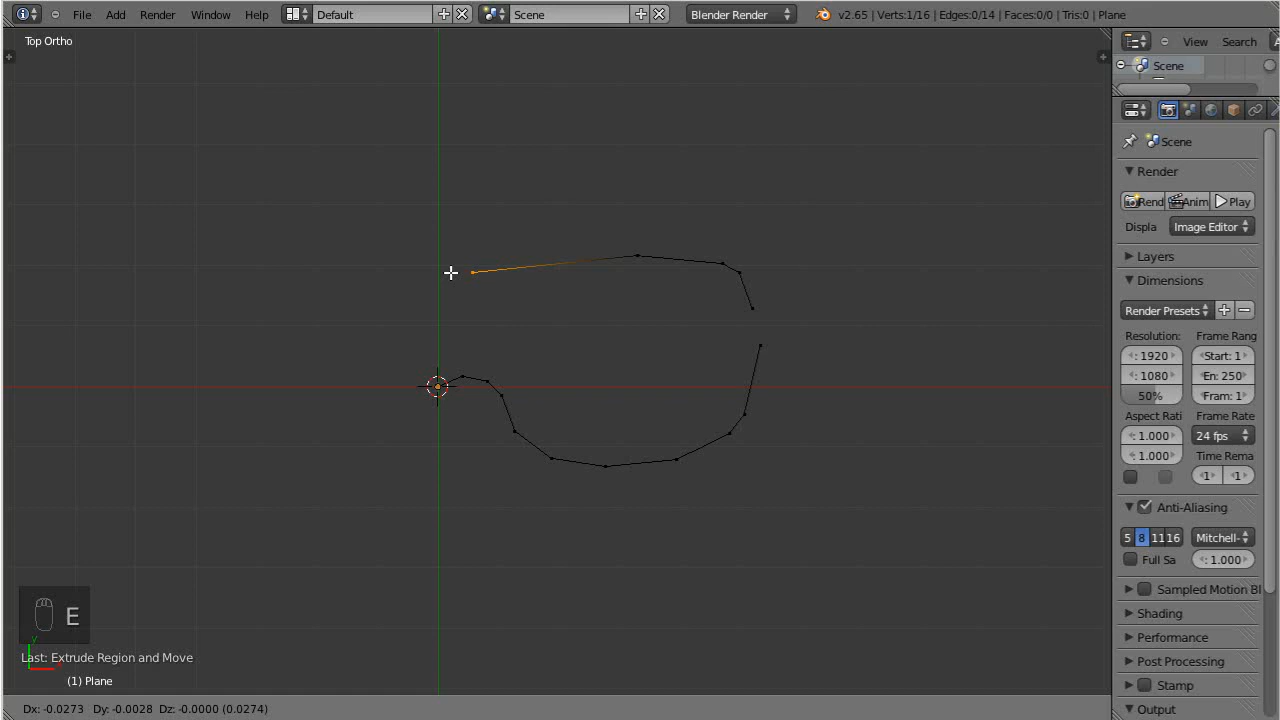 File Add Render Window Help Default Scene Blender Render v2.65 | Verts:1/16 | Edges:0/14 | Faces:0/0 | Tris:0 | Plane
Top Ortho
View Search
Scene
Scene
Render
Rend Anim Play
Displa Image Editor
Layers
Dimensions
Render Presets
Resolution: Frame Rang
: 1920 Start: 1
: 1080 En: 250
50% Fram: 1
Aspect Rati Frame Rate
: 1.000 24 fps
: 1.000 Time Rema
1 1
Anti-Aliasing
5 8 11 16 Mitchell-
Full Sa : 1.000
Sampled Motion Bl
Shading
Performance
Post Processing
Stamp
Output
E
y
Last: Extrude Region and Move
(1) Plane
Dx: -0.0273 Dy: -0.0028 Dz: -0.0000 (0.0274)